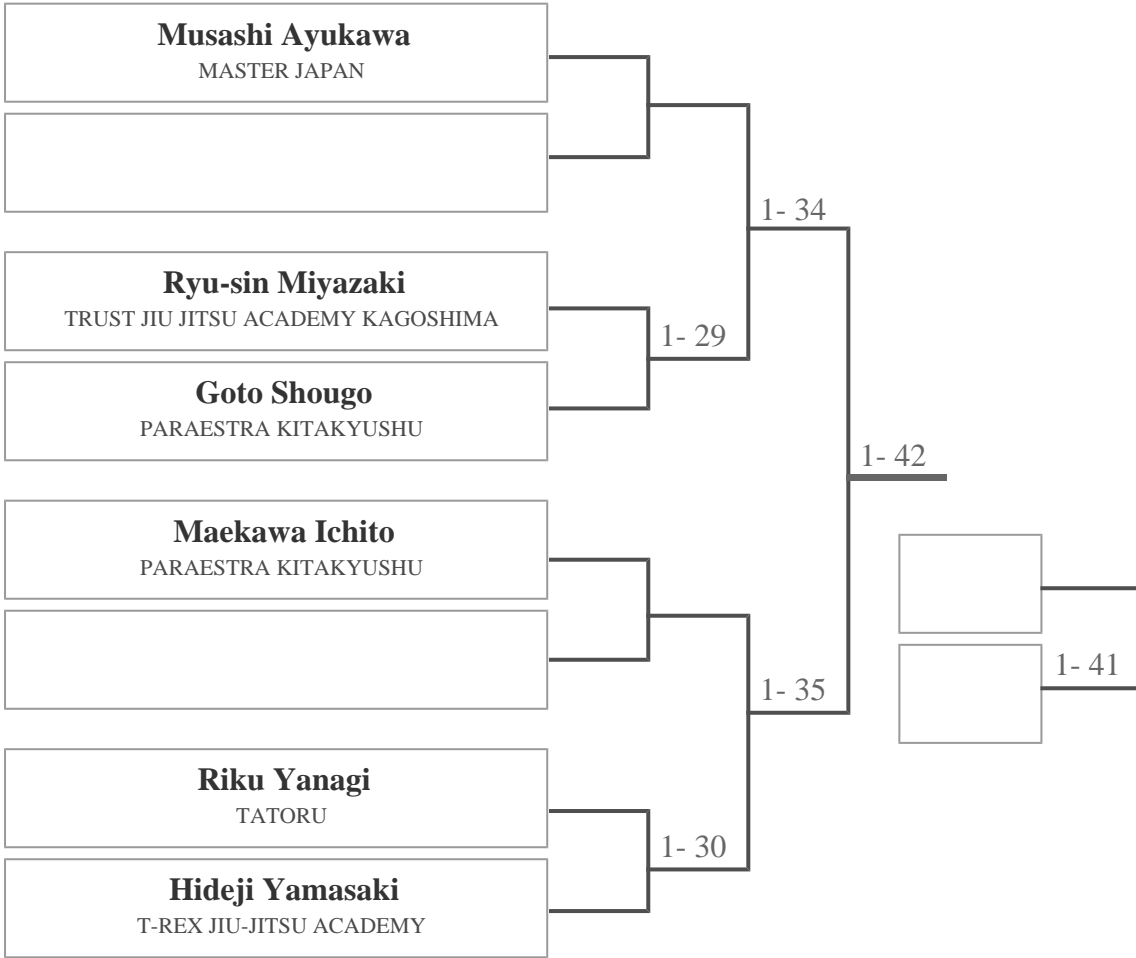 Musashi Ayukawa
MASTER JAPAN
1- 34
Ryu-sin Miyazaki
TRUST JIU JITSU ACADEMY KAGOSHIMA
1- 29
Goto Shougo
PARAESTRA KITAKYUSHU
1- 42
Maekawa Ichito
PARAESTRA KITAKYUSHU
1- 41
1- 35
Riku Yanagi
TATORU
1- 30
Hideji Yamasaki
T-REX JIU-JITSU ACADEMY